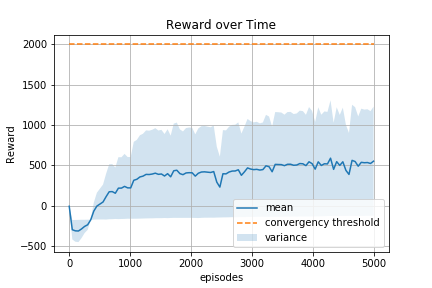 Reward over Time
Reward
2000
1500
1000
500
0
−500
0
1000
2000
3000
4000
5000
episodes
mean
convergency threshold
variance